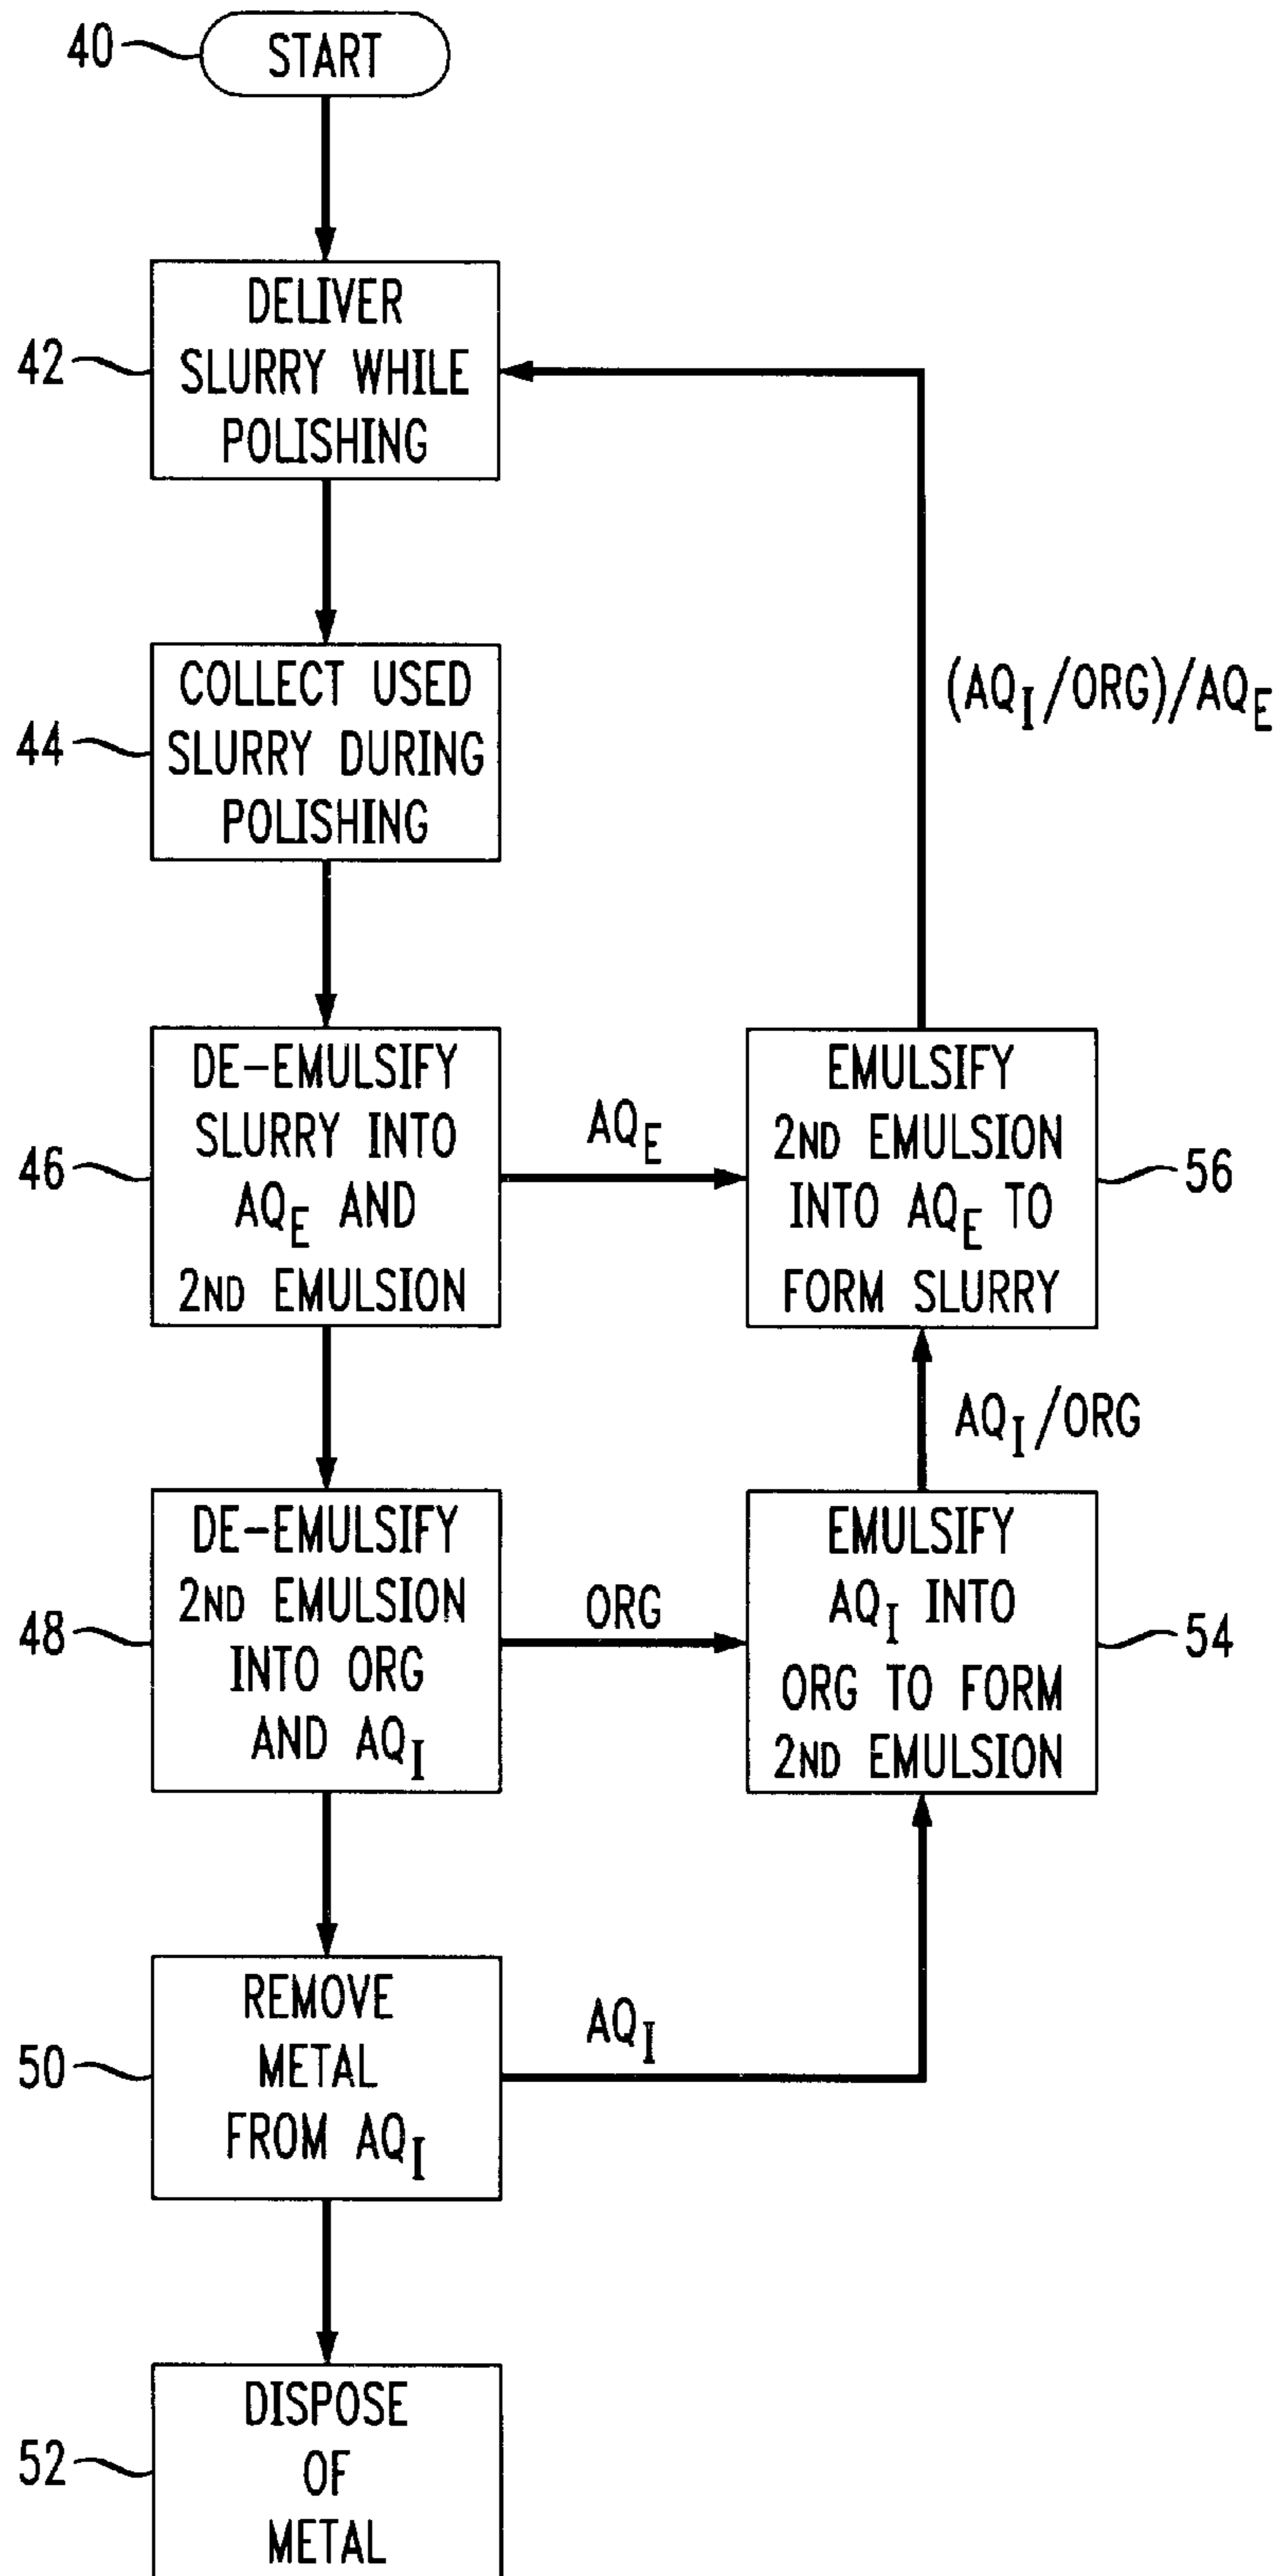 40
START
42
DELIVER
SLURRY WHILE
POLISHING
44
COLLECT USED
SLURRY DURING
POLISHING
(AQI/ORG)/AQE
46
DE-EMULSIFY
SLURRY INTO
AQE AND
2ND EMULSION
AQE
EMULSIFY
2ND EMULSION
INTO AQE TO
FORM SLURRY
56
AQI/ORG
48
DE-EMULSIFY
2ND EMULSION
INTO ORG
AND AQI
ORG
EMULSIFY
AQI INTO
ORG TO FORM
2ND EMULSION
54
50
REMOVE
METAL
FROM AQI
AQI
52
DISPOSE
OF
METAL